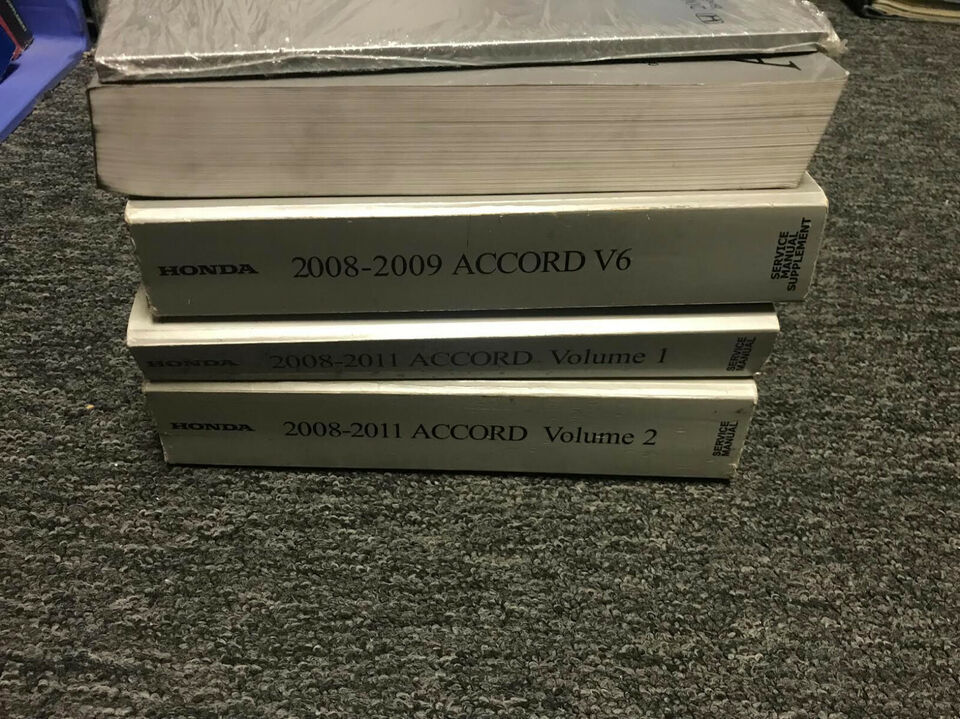 HONDA 2008-2009 ACCORD V6
SERVICE
MANUAL
SUPPLEMENT
HONDA 2008-2011 ACCORD Volume 1
SERVICE
MANUAL
HONDA 2008-2011 ACCORD Volume 2
SERVICE
MANUAL